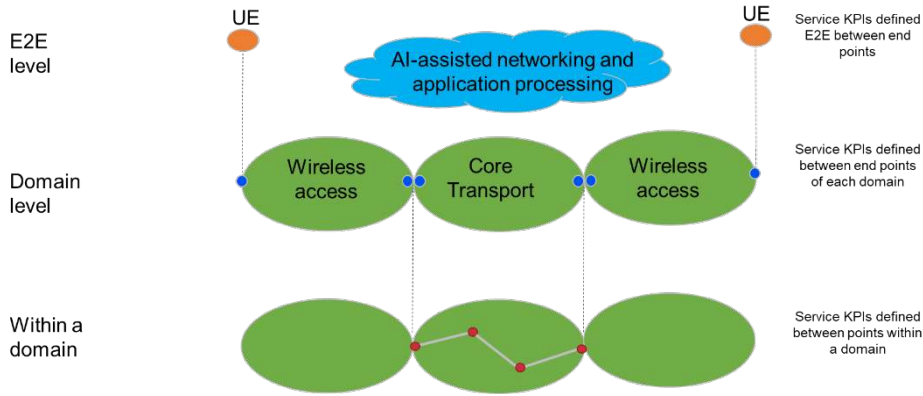 UE
UE
Service KPIs defined
E2E between end
points
E2E
level
AI-assisted networking and
application processing
Domain
level
Wireless
access
Core
Transport
Wireless
access
Service KPIs defined
between end points
of each domain
Within a
domain
Service KPIs defined
between points within
a domain